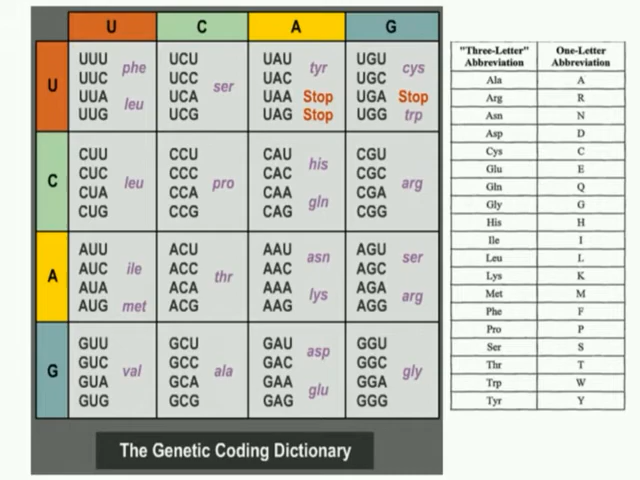 U C A G
U
UUU phe UCU ser UAU tyr UGU cys
UUC UCC UAC UGC
UUA leu UCA UAA Stop UGA Stop
UUG UCG UAG Stop UGG trp
C
CUU leu CCU pro CAU his CGU arg
CUC CCC CAC CGC
CUA CCA CAA gln CGA
CUG CCG CAG CGG
A
AUU ile ACU thr AAU asn AGU ser
AUC ACC AAC AGC
AUA ACA AAA lys AGA arg
AUG met ACG AAG AGG
G
GUU val GCU ala GAU asp GGU gly
GUC GCC GAC GGC
GUA GCA GAA glu GGA
GUG GCG GAG GGG
The Genetic Coding Dictionary
"Three-Letter" Abbreviation One-Letter Abbreviation
Ala A
Arg R
Asn N
Asp D
Cys C
Glu E
Gln Q
Gly G
His H
Ile I
Leu L
Lys K
Met M
Phe F
Pro P
Ser S
Thr T
Trp W
Tyr Y